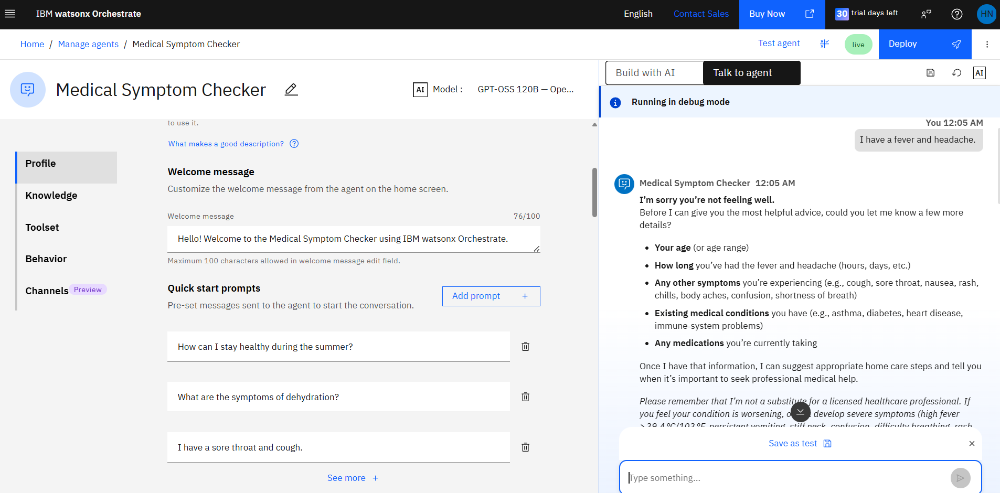 IBM watsonx Orchestrate
English
Contact Sales
Buy Now
30 trial days left
HN
Home / Manage agents / Medical Symptom Checker
Test agent
live
Deploy
Medical Symptom Checker
AI Model :
GPT-OSS 120B — Ope...
Profile
Knowledge
Toolset
Behavior
Channels Preview
to use it.
What makes a good description?
Welcome message
Customize the welcome message from the agent on the home screen.
Welcome message
76/100
Hello! Welcome to the Medical Symptom Checker using IBM watsonx Orchestrate.
Maximum 100 characters allowed in welcome message edit field.
Quick start prompts
Pre-set messages sent to the agent to start the conversation.
Add prompt +
How can I stay healthy during the summer?
What are the symptoms of dehydration?
I have a sore throat and cough.
See more +
Build with AI
Talk to agent
AI
Running in debug mode
You 12:05 AM
I have a fever and headache.
Medical Symptom Checker 12:05 AM
I’m sorry you’re not feeling well.
Before I can give you the most helpful advice, could you let me know a few more
details?
• Your age (or age range)
• How long you’ve had the fever and headache (hours, days, etc.)
• Any other symptoms you’re experiencing (e.g., cough, sore throat, nausea, rash,
chills, body aches, confusion, shortness of breath)
• Existing medical conditions you have (e.g., asthma, diabetes, heart disease,
immune-system problems)
• Any medications you’re currently taking
Once I have that information, I can suggest appropriate home care steps and tell you
when it’s important to seek professional medical help.
Please remember that I’m not a substitute for a licensed healthcare professional. If
you feel your condition is worsening, develop severe symptoms (high fever
>39.4 °C/103 °F, persistent vomiting, stiff neck, confusion, difficulty breathing, rash
Save as test
Type something...